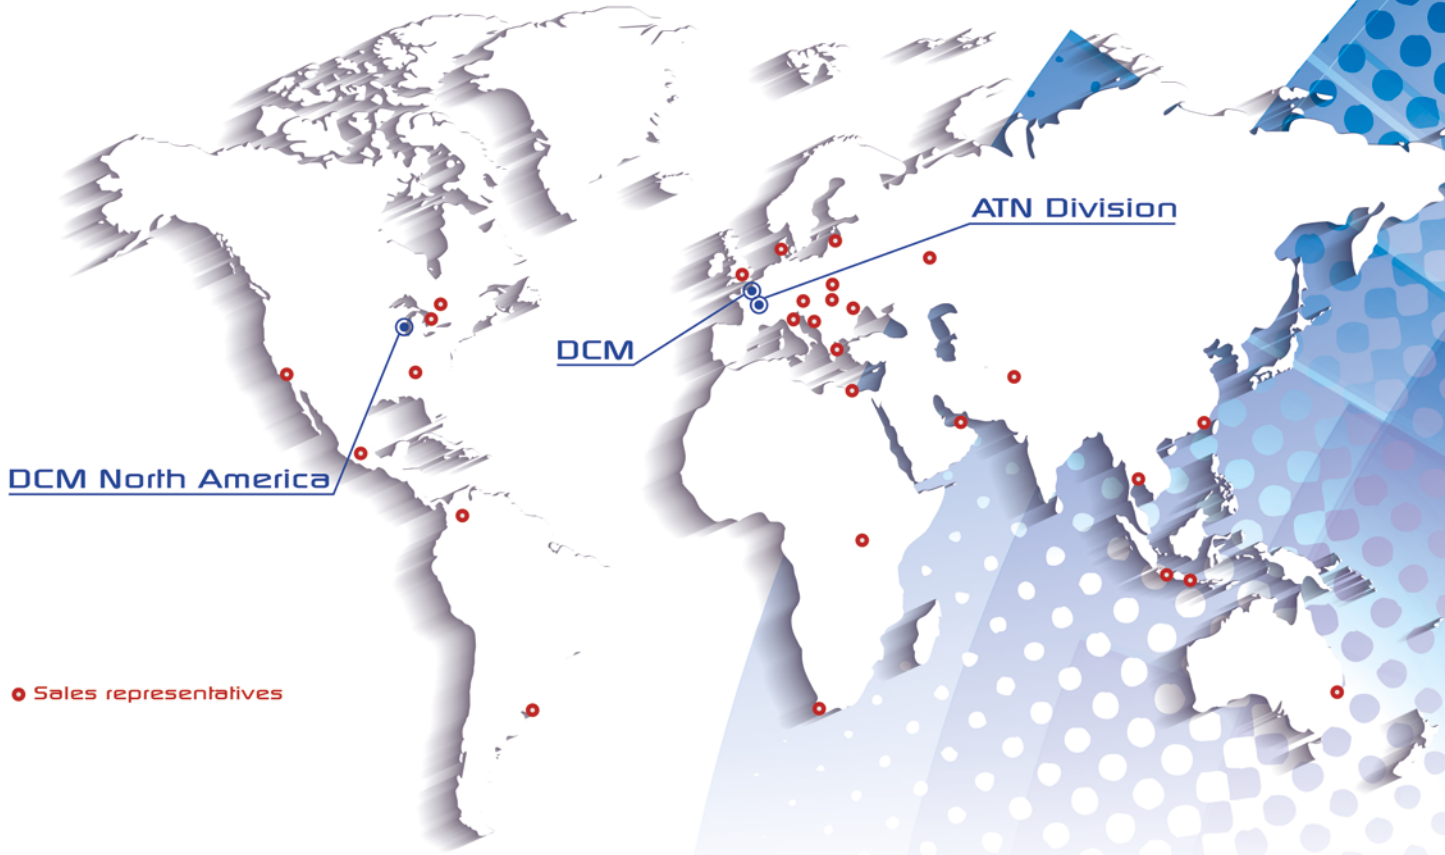 ATN Division
DCM
DCM North America
Sales representatives